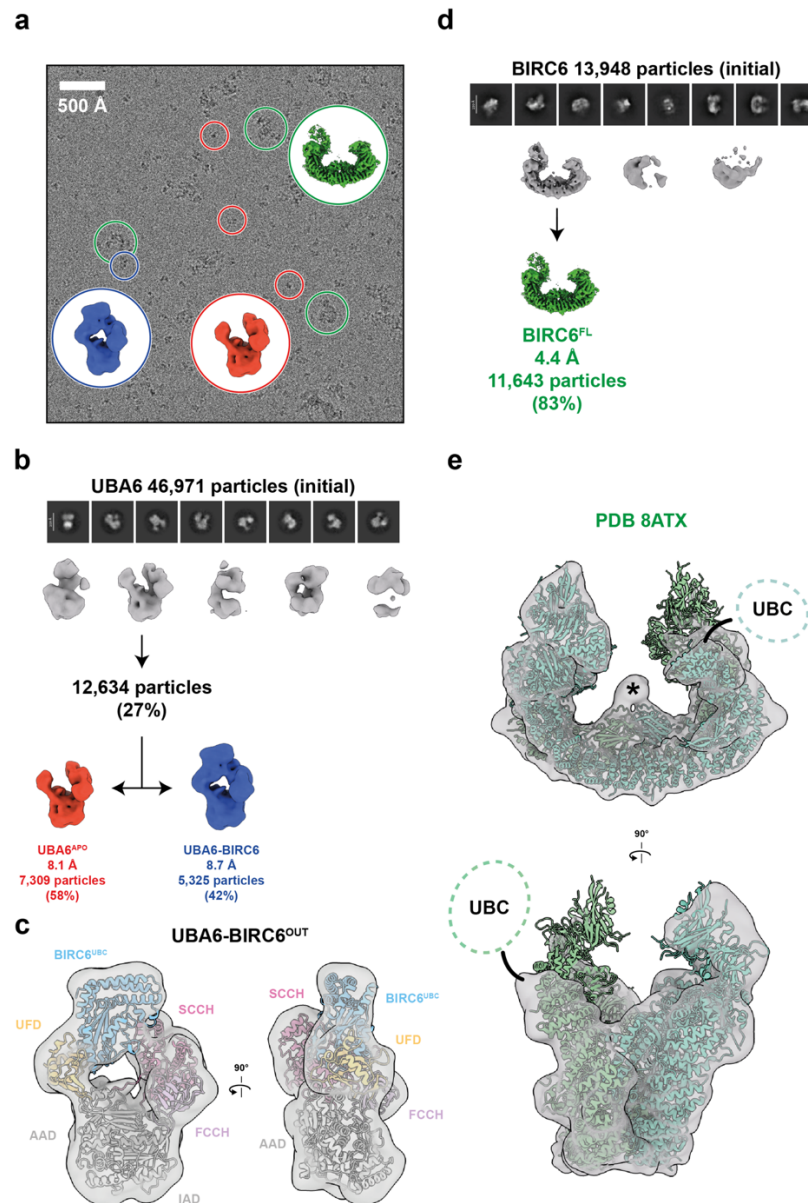 a
500 Å
b
UBA6 46,971 particles (initial)
12,634 particles
(27%)
UBA6APO
8.1 Å
7,309 particles
(58%)
UBA6-BIRC6
8.7 Å
5,325 particles
(42%)
c
UBA6-BIRC6OUT
BIRC6UBC
SCCH
UFD
AAD
FCCH
IAD
90°
SCCH
BIRC6UBC
UFD
FCCH
AAD
d
BIRC6 13,948 particles (initial)
BIRC6FL
4.4 Å
11,643 particles
(83%)
e
PDB 8ATX
UBC
*
90°
UBC